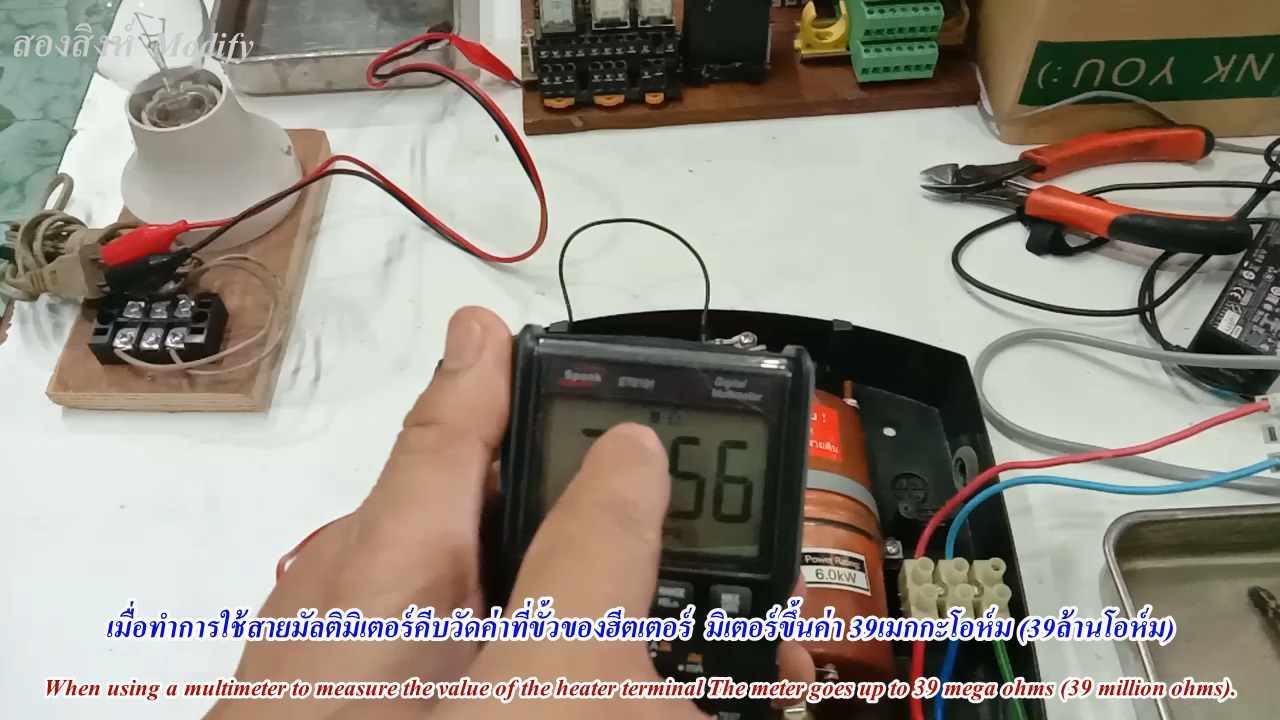 สองสิงห์ Modify
NK YOU :)
Digital
Multimeter
56
Power Rating:
6.0kW
เมื่อทำการใช้สายมัลติมิเตอร์คีบวัดค่าที่ขั้วของฮีตเตอร์ มิเตอร์ขึ้นค่า 39เมกกะโอห์ม (39ล้านโอห์ม)
When using a multimeter to measure the value of the heater terminal The meter goes up to 39 mega ohms (39 million ohms).